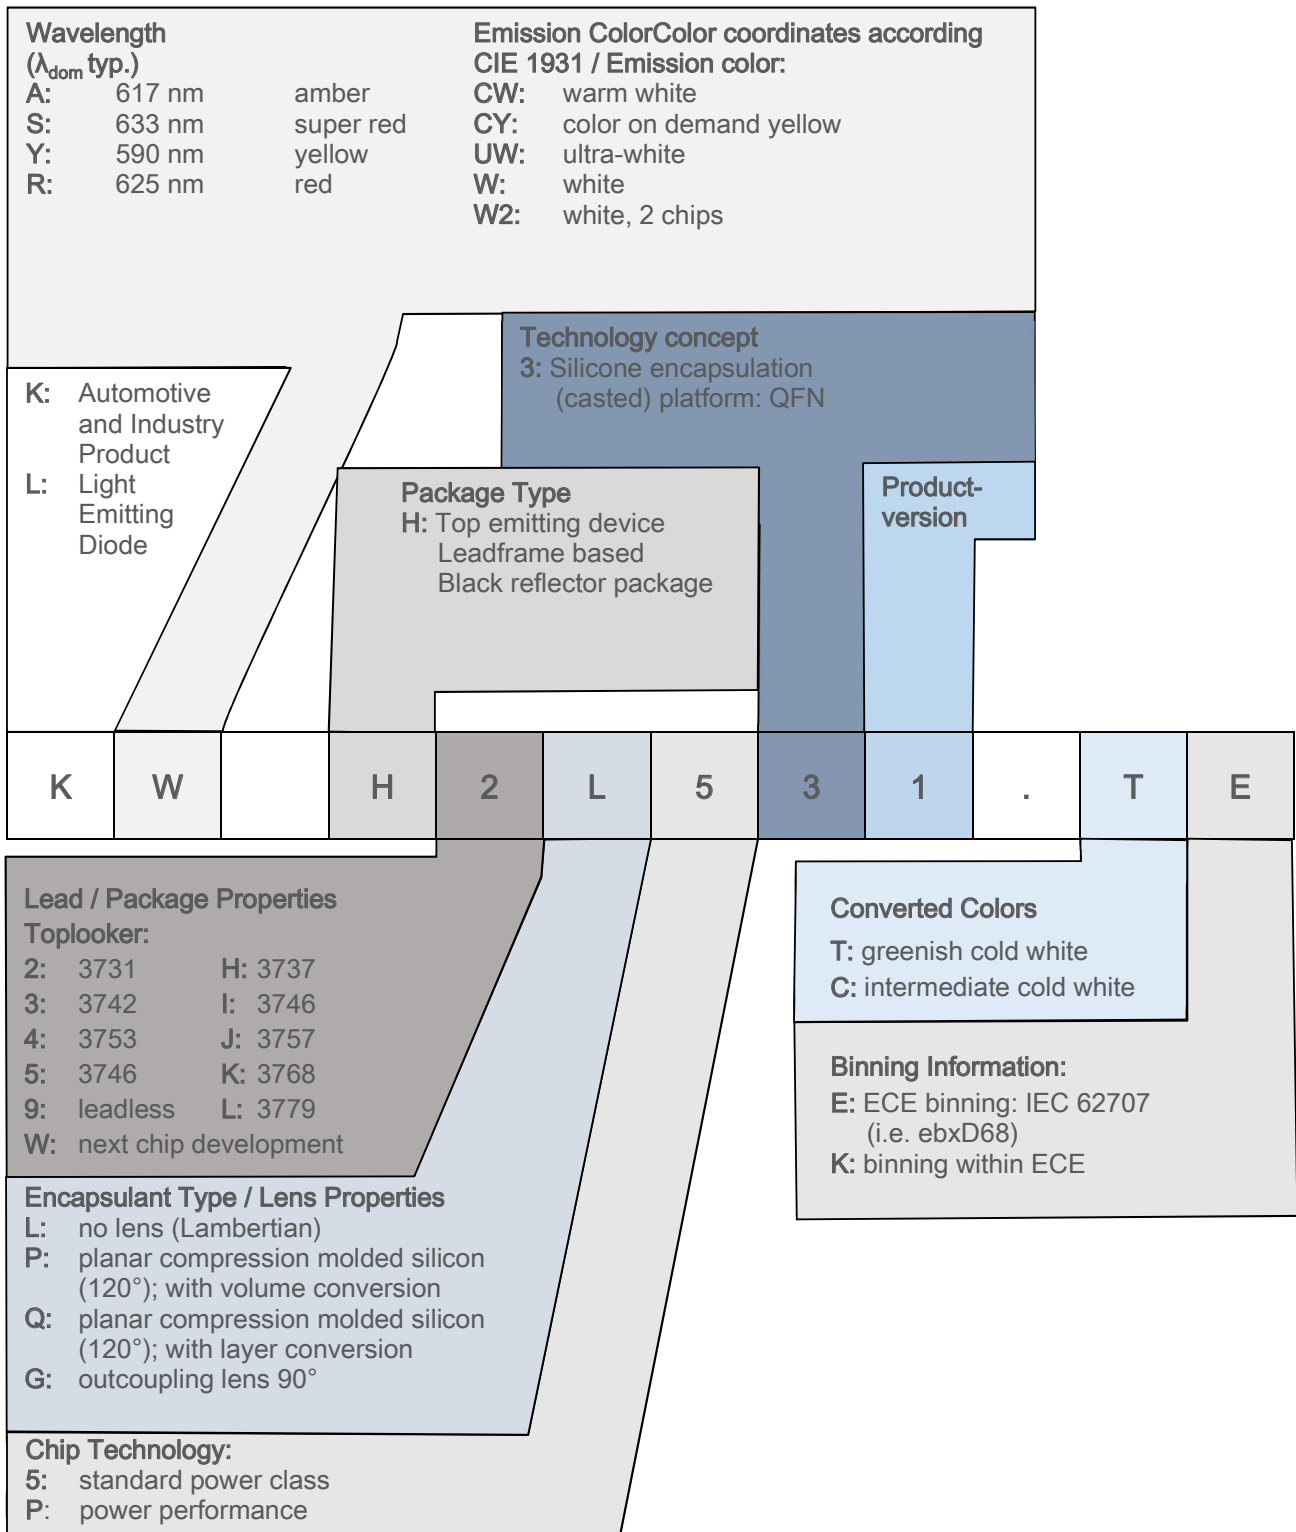 Wavelength
(λdom typ.)
A: 617 nm amber
S: 633 nm super red
Y: 590 nm yellow
R: 625 nm red
Emission ColorColor coordinates according
CIE 1931 / Emission color:
CW: warm white
CY: color on demand yellow
UW: ultra-white
W: white
W2: white, 2 chips
Technology concept
3: Silicone encapsulation
(casted) platform: QFN
K: Automotive
and Industry
Product
L: Light
Emitting
Diode
Package Type
H: Top emitting device
Leadframe based
Black reflector package
Product-
version
K W H 2 L 5 3 1 . T E
Lead / Package Properties
Toplooker:
2: 3731 H: 3737
3: 3742 I: 3746
4: 3753 J: 3757
5: 3746 K: 3768
9: leadless L: 3779
W: next chip development
Converted Colors
T: greenish cold white
C: intermediate cold white
Binning Information:
E: ECE binning: IEC 62707
(i.e. ebxD68)
K: binning within ECE
Encapsulant Type / Lens Properties
L: no lens (Lambertian)
P: planar compression molded silicon
(120°); with volume conversion
Q: planar compression molded silicon
(120°); with layer conversion
G: outcoupling lens 90°
Chip Technology:
5: standard power class
P: power performance